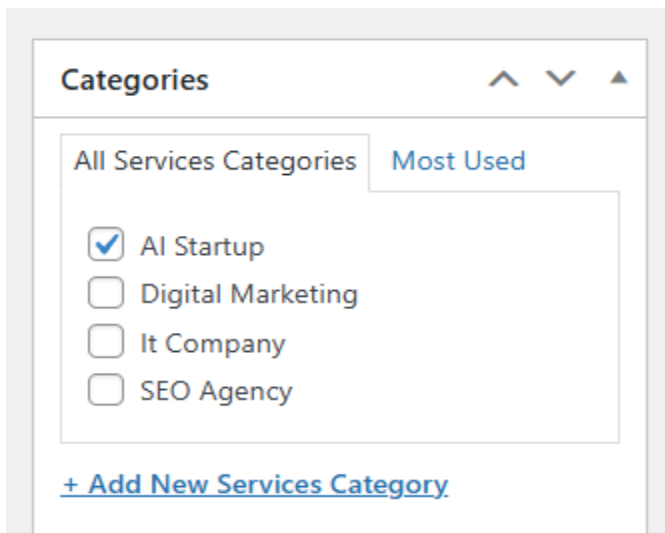 Categories
All Services Categories Most Used
AI Startup
Digital Marketing
It Company
SEO Agency
+ Add New Services Category